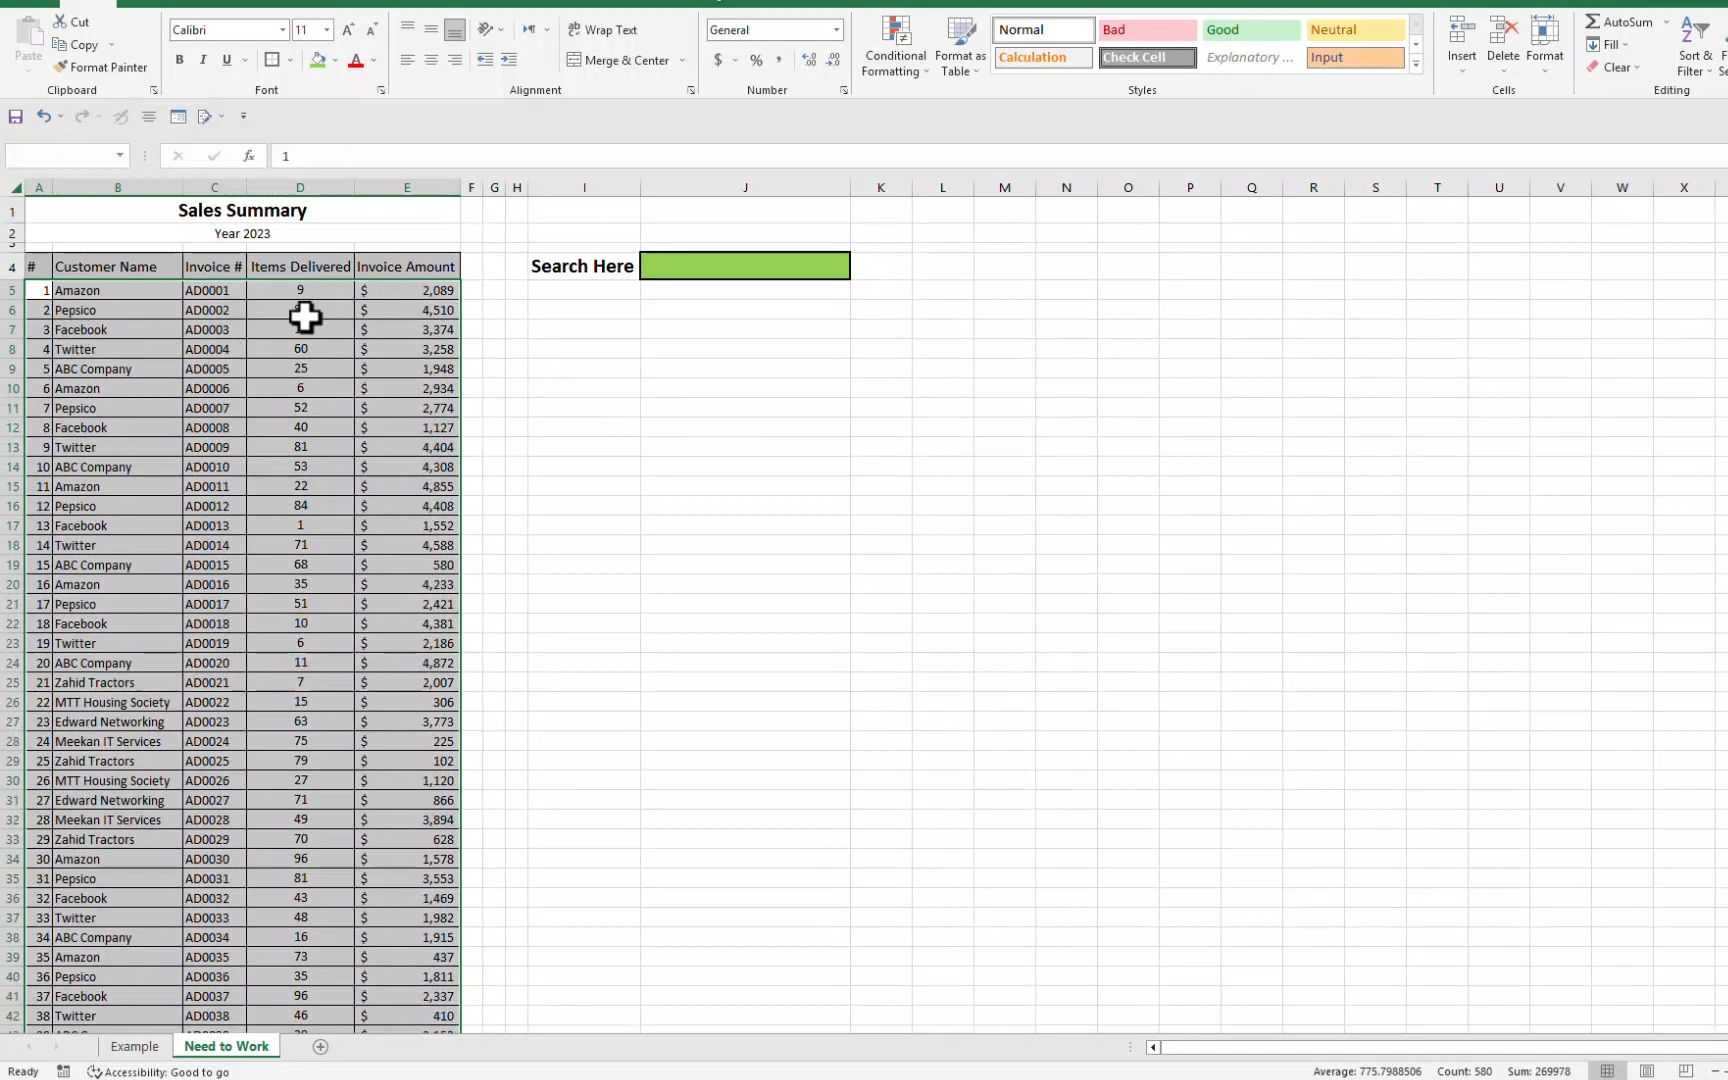 Cut
Calibri 11 Wrap Text General Normal Bad Good Neutral AutoSum
Copy Conditional Format as Insert Delete Format Fill Sort &
Paste Format Painter B I U A Merge & Center $ % , Formatting Table Calculation Check Cell Explanatory ... Input Clear Filter
Clipboard Font Alignment Number Styles Cells Editing
fx 1
A B C D E F G H I J K L M N O P Q R S T U V W X
1 Sales Summary
2 Year 2023
4 # Customer Name Invoice # Items Delivered Invoice Amount Search Here
5 1 Amazon AD0001 9 $ 2,089
6 2 Pepsico AD0002 $ 4,510
7 3 Facebook AD0003 $ 3,374
8 4 Twitter AD0004 60 $ 3,258
9 5 ABC Company AD0005 25 $ 1,948
10 6 Amazon AD0006 6 $ 2,934
11 7 Pepsico AD0007 52 $ 2,774
12 8 Facebook AD0008 40 $ 1,127
13 9 Twitter AD0009 81 $ 4,404
14 10 ABC Company AD0010 53 $ 4,308
15 11 Amazon AD0011 22 $ 4,855
16 12 Pepsico AD0012 84 $ 4,408
17 13 Facebook AD0013 1 $ 1,552
18 14 Twitter AD0014 71 $ 4,588
19 15 ABC Company AD0015 68 $ 580
20 16 Amazon AD0016 35 $ 4,233
21 17 Pepsico AD0017 51 $ 2,421
22 18 Facebook AD0018 10 $ 4,381
23 19 Twitter AD0019 6 $ 2,186
24 20 ABC Company AD0020 11 $ 4,872
25 21 Zahid Tractors AD0021 7 $ 2,007
26 22 MTT Housing Society AD0022 15 $ 306
27 23 Edward Networking AD0023 63 $ 3,773
28 24 Meekan IT Services AD0024 75 $ 225
29 25 Zahid Tractors AD0025 79 $ 102
30 26 MTT Housing Society AD0026 27 $ 1,120
31 27 Edward Networking AD0027 71 $ 866
32 28 Meekan IT Services AD0028 49 $ 3,894
33 29 Zahid Tractors AD0029 70 $ 628
34 30 Amazon AD0030 96 $ 1,578
35 31 Pepsico AD0031 81 $ 3,553
36 32 Facebook AD0032 43 $ 1,469
37 33 Twitter AD0033 48 $ 1,982
38 34 ABC Company AD0034 16 $ 1,915
39 35 Amazon AD0035 73 $ 437
40 36 Pepsico AD0036 35 $ 1,811
41 37 Facebook AD0037 96 $ 2,337
42 38 Twitter AD0038 46 $ 410
Example Need to Work
Ready Accessibility: Good to go Average: 775.7988506 Count: 580 Sum: 269978